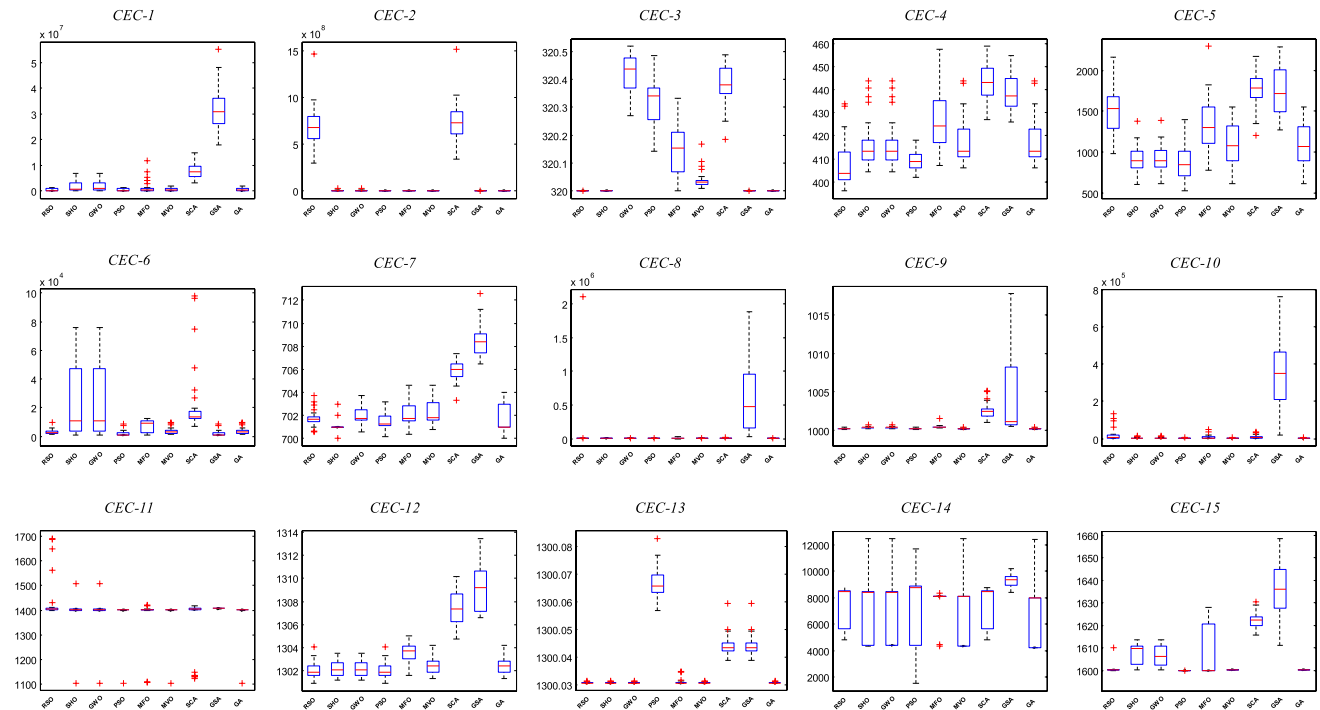 CEC-1 CEC-2 CEC-3 CEC-4 CEC-5
x 10^7 x 10^8
5 4 3 2 1 0
15 10 5 0
320.5 320.4 320.3 320.2 320.1 320
460 450 440 430 420 410 400
2000 1500 1000 500
RSO SHO GWO PSO MFO MVO SCA GSA GA
RSO SHO GWO PSO MFO MVO SCA GSA GA
RSO SHO GWO PSO MFO MVO SCA GSA GA
RSO SHO GWO PSO MFO MVO SCA GSA GA
RSO SHO GWO PSO MFO MVO SCA GSA GA
CEC-6 CEC-7 CEC-8 CEC-9 CEC-10
x 10^4 x 10^6 x 10^5
10 8 6 4 2 0
712 710 708 706 704 702 700
2 1.5 1 0.5 0
1015 1010 1005 1000
8 6 4 2 0
RSO SHO GWO PSO MFO MVO SCA GSA GA
RSO SHO GWO PSO MFO MVO SCA GSA GA
RSO SHO GWO PSO MFO MVO SCA GSA GA
RSO SHO GWO PSO MFO MVO SCA GSA GA
RSO SHO GWO PSO MFO MVO SCA GSA GA
CEC-11 CEC-12 CEC-13 CEC-14 CEC-15
1700 1600 1500 1400 1300 1200 1100
1314 1312 1310 1308 1306 1304 1302
1300.08 1300.07 1300.06 1300.05 1300.04 1300.03
12000 10000 8000 6000 4000 2000
1660 1650 1640 1630 1620 1610 1600
RSO SHO GWO PSO MFO MVO SCA GSA GA
RSO SHO GWO PSO MFO MVO SCA GSA GA
RSO SHO GWO PSO MFO MVO SCA GSA GA
RSO SHO GWO PSO MFO MVO SCA GSA GA
RSO SHO GWO PSO MFO MVO SCA GSA GA